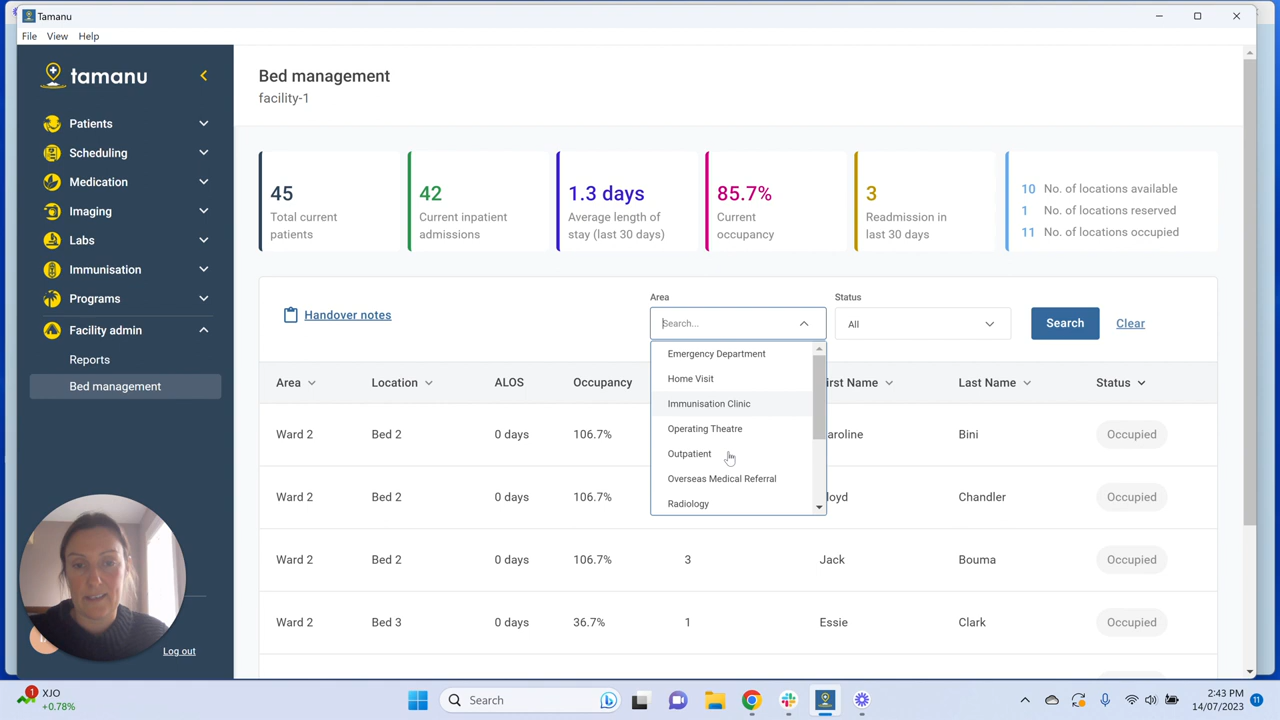 Tamanu
File View Help
tamanu
Patients
Scheduling
Medication
Imaging
Labs
Immunisation
Programs
Facility admin
Reports
Bed management
Log out
Bed management
facility-1
45
Total current
patients
42
Current inpatient
admissions
1.3 days
Average length of
stay (last 30 days)
85.7%
Current
occupancy
3
Readmission in
last 30 days
10 No. of locations available
1 No. of locations reserved
11 No. of locations occupied
Handover notes
Area
Search...
Status
All
Search
Clear
Emergency Department
Home Visit
Immunisation Clinic
Operating Theatre
Outpatient
Overseas Medical Referral
Radiology
Area Location ALOS Occupancy irst Name Last Name Status
Ward 2 Bed 2 0 days 106.7% aroline Bini Occupied
Ward 2 Bed 2 0 days 106.7% loyd Chandler Occupied
Ward 2 Bed 2 0 days 106.7% 3 Jack Bouma Occupied
Ward 2 Bed 3 0 days 36.7% 1 Essie Clark Occupied
1 XJO
+0.78%
Search
2:43 PM
14/07/2023
11